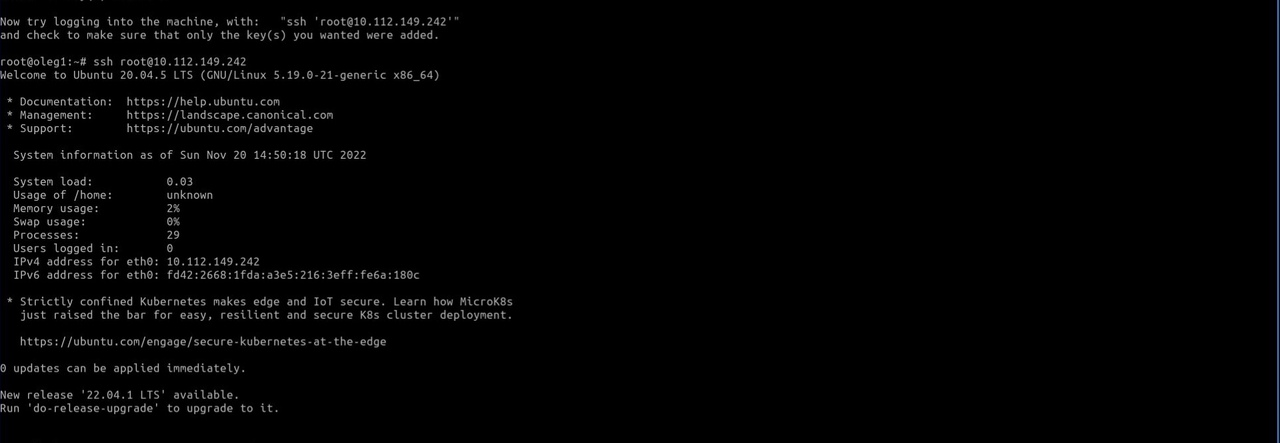 Now try logging into the machine, with:   "ssh 'root@10.112.149.242'"
and check to make sure that only the key(s) you wanted were added.
root@oleg1:~# ssh root@10.112.149.242
Welcome to Ubuntu 20.04.5 LTS (GNU/Linux 5.19.0-21-generic x86_64)
* Documentation:  https://help.ubuntu.com
* Management:     https://landscape.canonical.com
* Support:        https://ubuntu.com/advantage
System information as of Sun Nov 20 14:50:18 UTC 2022
System load:           0.03
Usage of /home:        unknown
Memory usage:          2%
Swap usage:            0%
Processes:             29
Users logged in:       0
IPv4 address for eth0: 10.112.149.242
IPv6 address for eth0: fd42:2668:1fda:a3e5:216:3eff:fe6a:180c
* Strictly confined Kubernetes makes edge and IoT secure. Learn how MicroK8s
just raised the bar for easy, resilient and secure K8s cluster deployment.
https://ubuntu.com/engage/secure-kubernetes-at-the-edge
0 updates can be applied immediately.
New release '22.04.1 LTS' available.
Run 'do-release-upgrade' to upgrade to it.